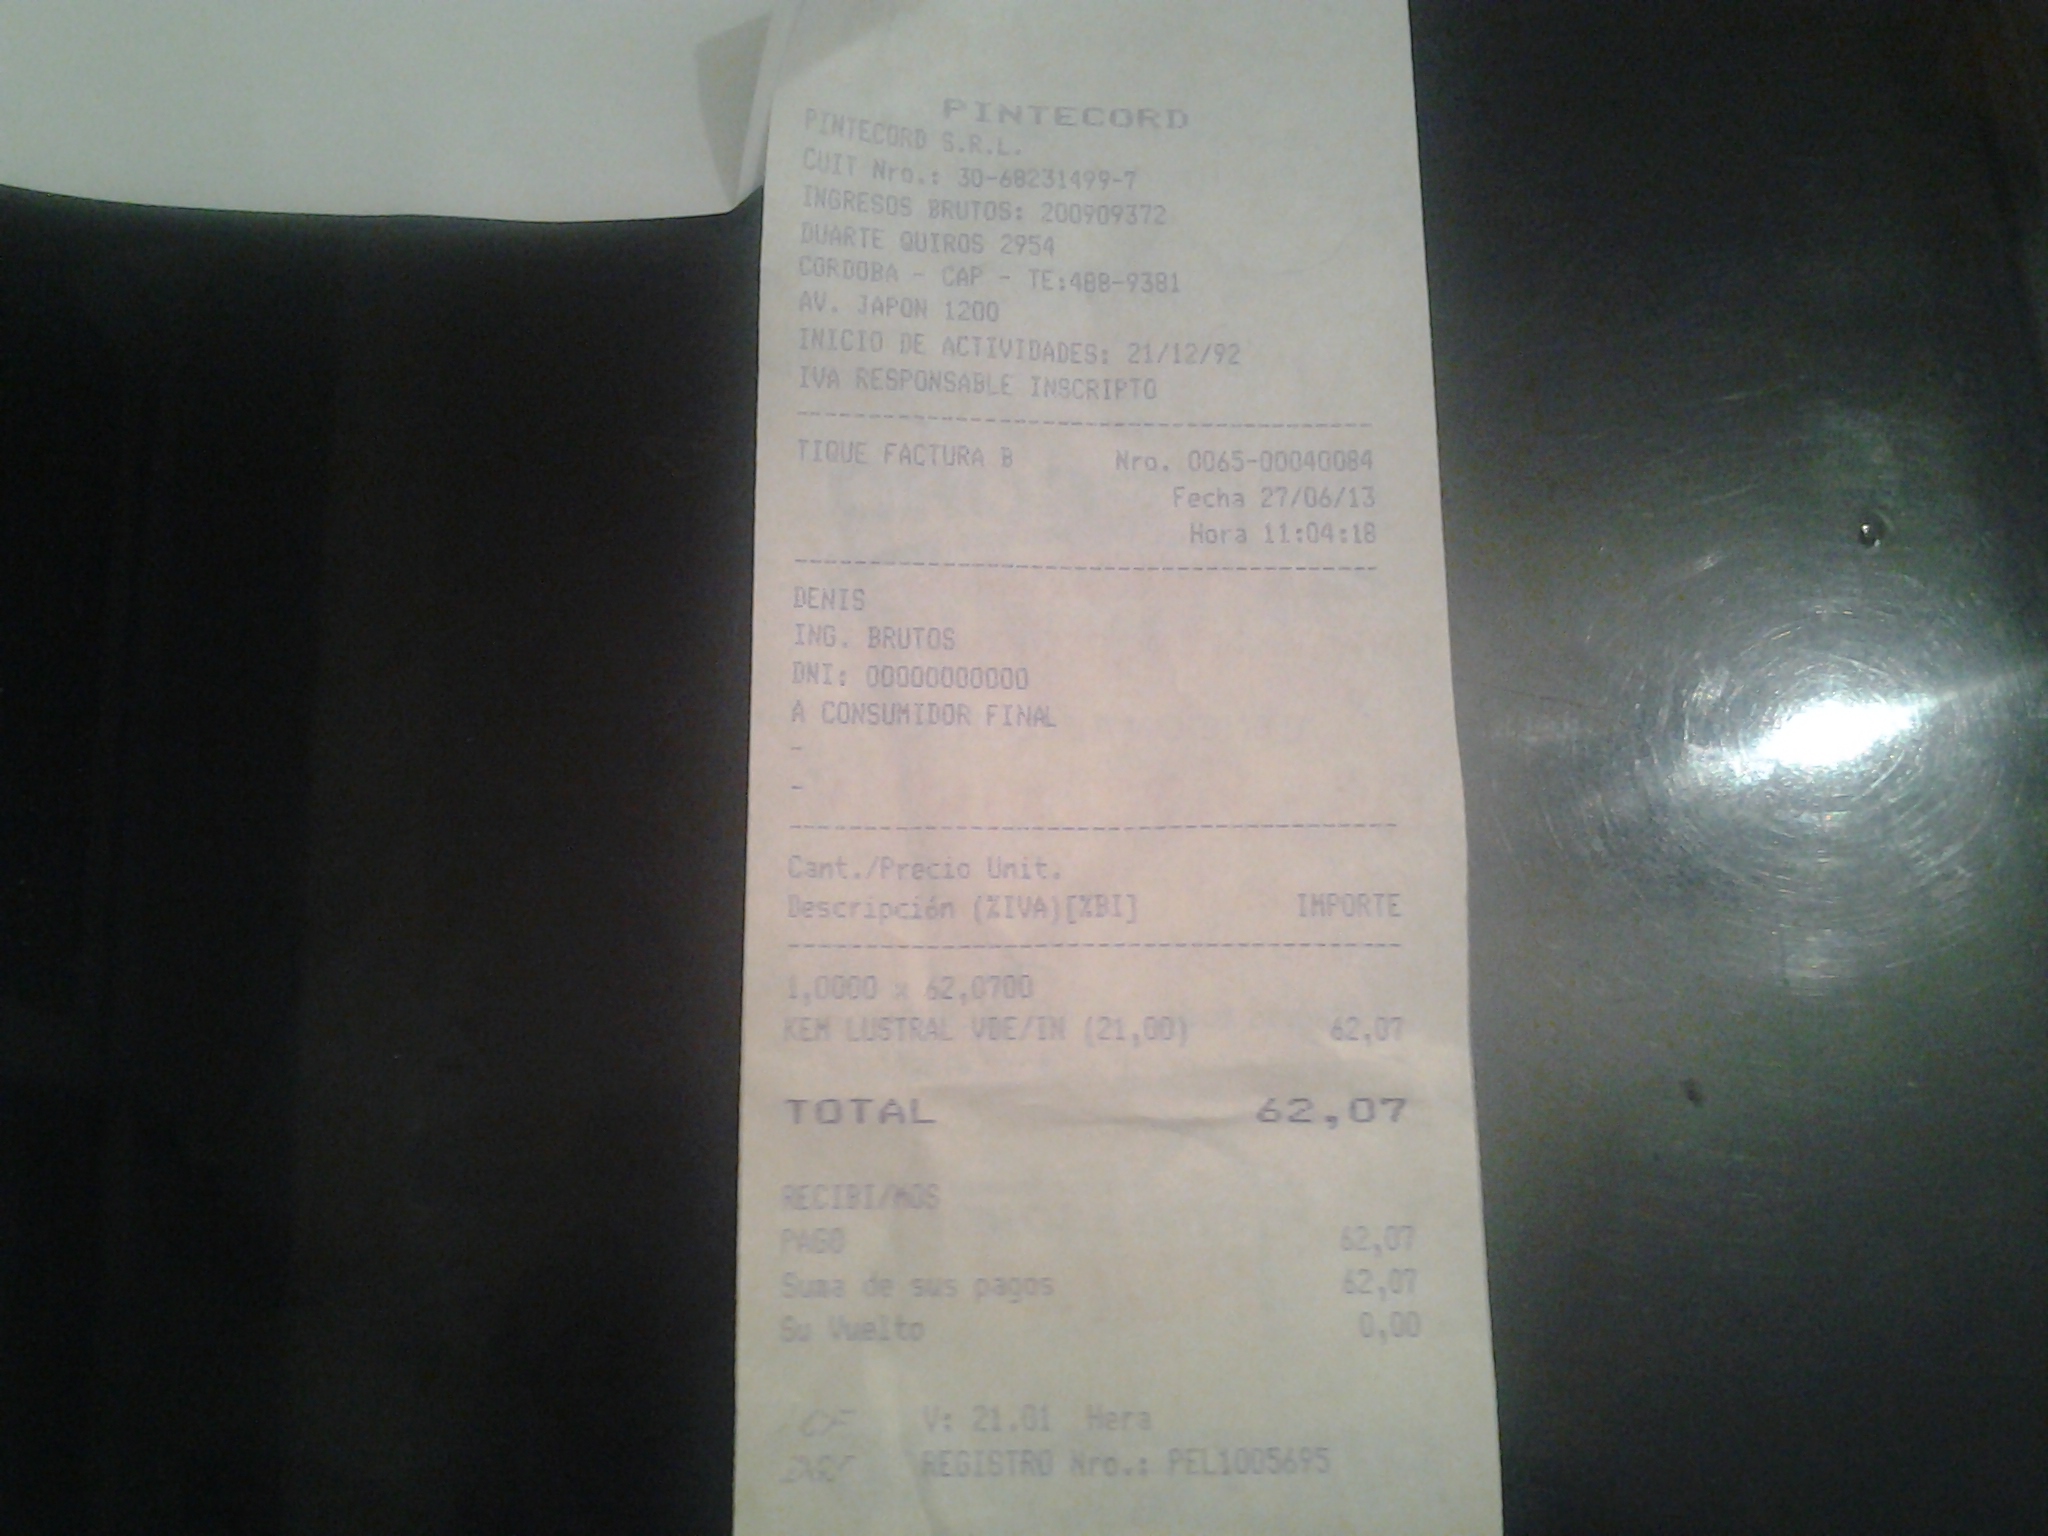 PINTECORD
PINTECORD S.R.L.
CUIT Nro.: 30-68231499-7
INGRESOS BRUTOS: 200909372
DUARTE QUIROS 2954
CORDOBA - CAP - TE:488-9381
AV. JAPON 1200
INICIO DE ACTIVIDADES: 21/12/92
IVA RESPONSABLE INSCRIPTO
TIQUE FACTURA B Nro. 0065-00040084
Fecha 27/06/13
Hora 11:04:18
DENIS
ING. BRUTOS
DNI: 00000000000
A CONSUMIDOR FINAL
-
-
Cant./Precio Unit.
Descripción (%IVA)[%BI] IMPORTE
1,0000 x 62,0700
KEM LUSTRAL VDE/IN (21,00) 62,07
TOTAL 62,07
RECIBI/MOS
PAGO 62,07
Suma de sus pagos 62,07
Su Vuelto 0,00
V: 21.01 Hera
REGISTRO Nro.: PEL1005695